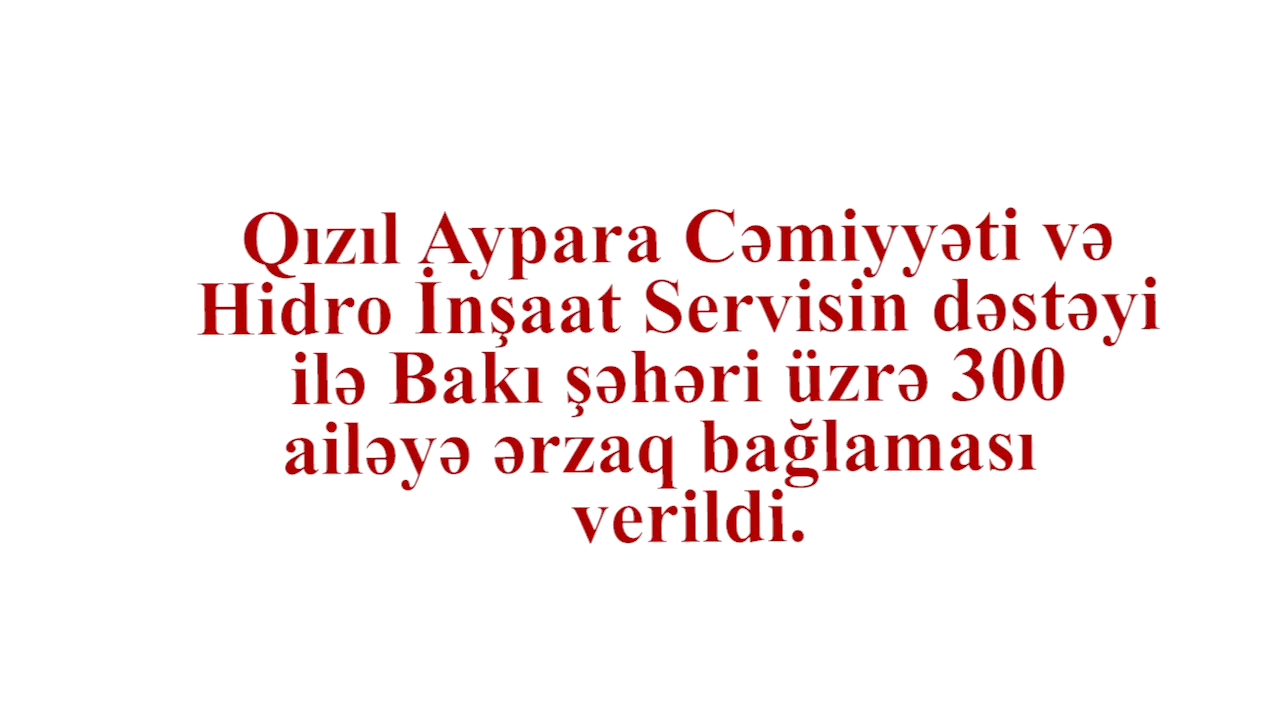 Qızıl Aypara Cəmiyyəti və
Hidro İnşaat Servisin dəstəyi
ilə Bakı şəhəri üzrə 300
ailəyə ərzaq bağlaması
verildi.